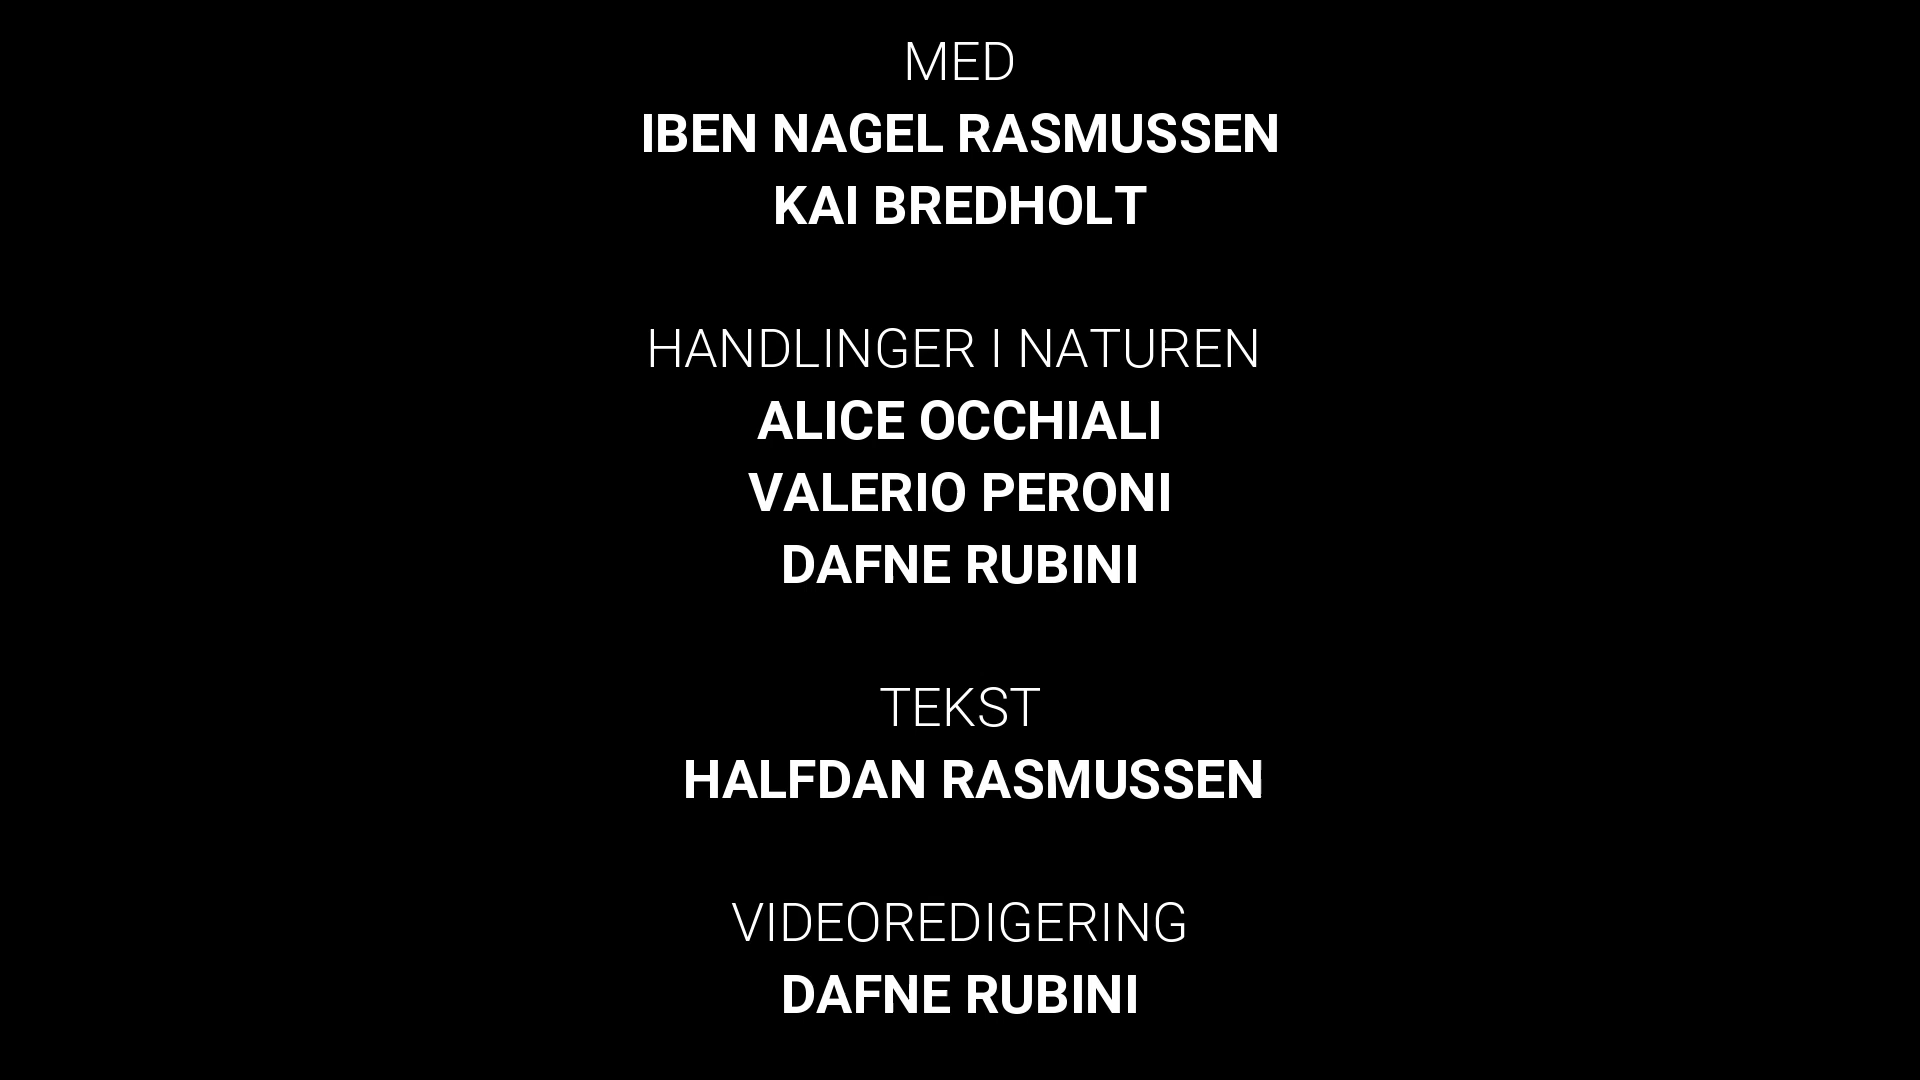 MED
IBEN NAGEL RASMUSSEN
KAI BREDHOLT
HANDLINGER I NATUREN
ALICE OCCHIALI
VALERIO PERONI
DAFNE RUBINI
TEKST
HALFDAN RASMUSSEN
VIDEOREDIGERING
DAFNE RUBINI